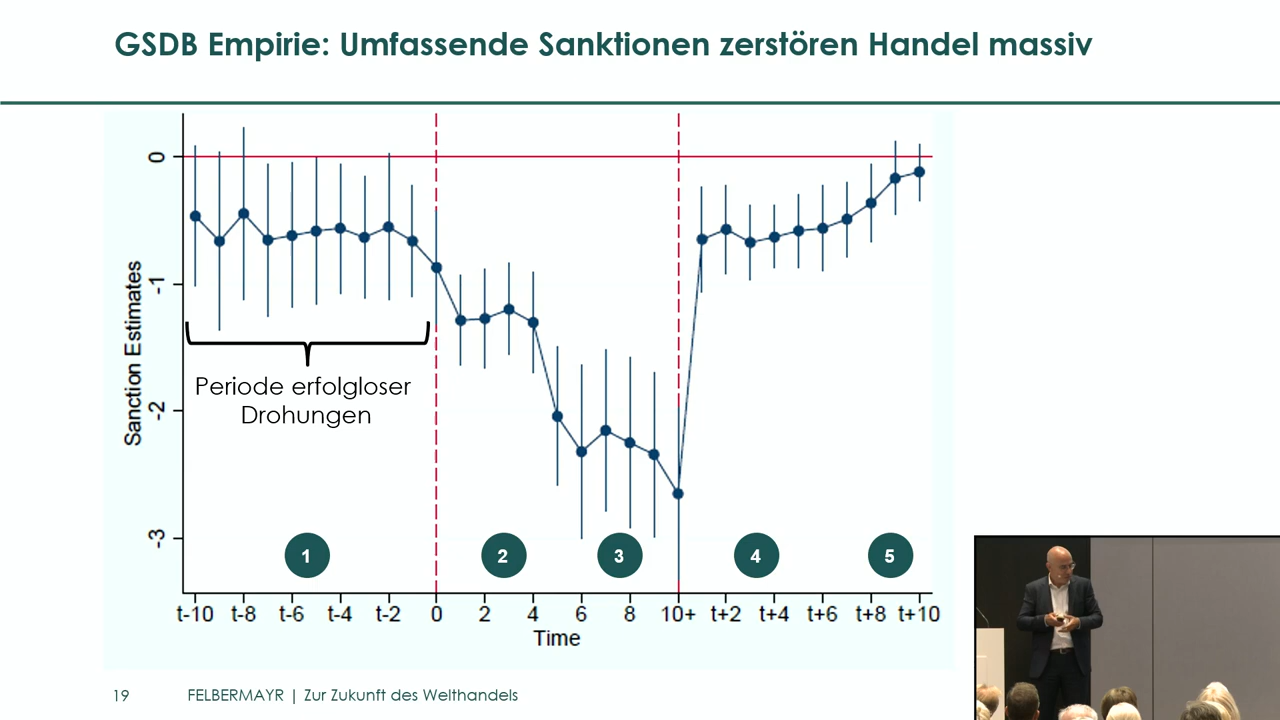 GSDB Empirie: Umfassende Sanktionen zerstören Handel massiv
0
-1
-2
-3
Sanction Estimates
Periode erfolgloser
Drohungen
1
2
3
4
5
t-10 t-8 t-6 t-4 t-2 0 2 4 6 8 10+ t+2 t+4 t+6 t+8 t+10
Time
19 FELBERMAYR | Zur Zukunft des Welthandels